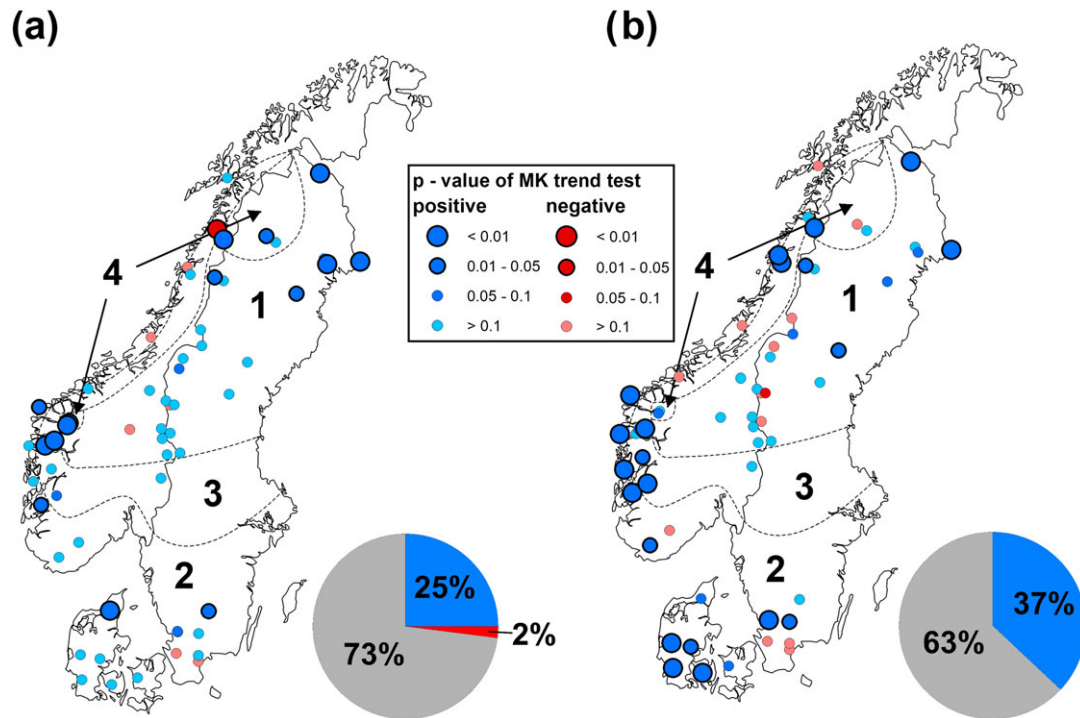 (a)
(b)
p - value of MK trend test
positive negative
< 0.01 < 0.01
0.01 - 0.05 0.01 - 0.05
0.05 - 0.1 0.05 - 0.1
> 0.1 > 0.1
4
1
3
2
25%
2%
73%
4
1
3
2
37%
63%